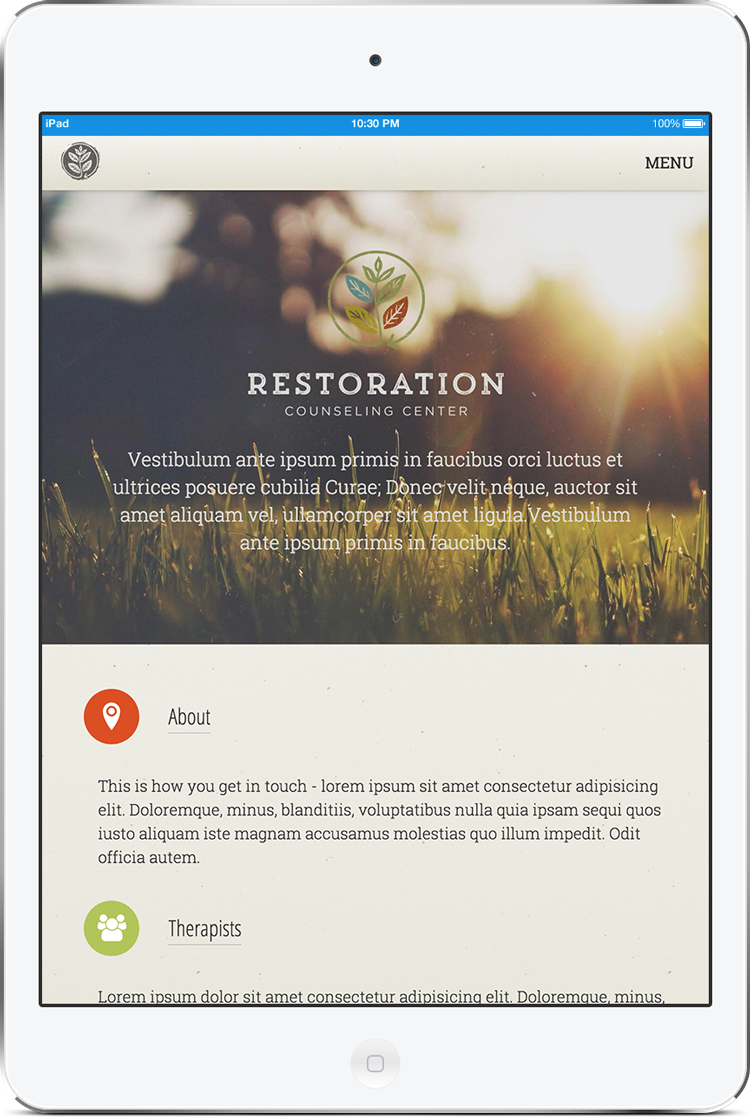 iPad 10:30 PM 100%
MENU
RESTORATION
COUNSELING CENTER
Vestibulum ante ipsum primis in faucibus orci luctus et
ultrices posuere cubilia Curae; Donec velit neque, auctor sit
amet aliquam vel, ullamcorper sit amet ligula.Vestibulum
ante ipsum primis in faucibus.
About
This is how you get in touch - lorem ipsum sit amet consectetur adipisicing
elit. Doloremque, minus, blanditiis, voluptatibus nulla quia ipsam sequi quos
iusto aliquam iste magnam accusamus molestias quo illum impedit. Odit
officia autem.
Therapists
Lorem ipsum dolor sit amet consectetur adipisicing elit. Doloremque, minus,